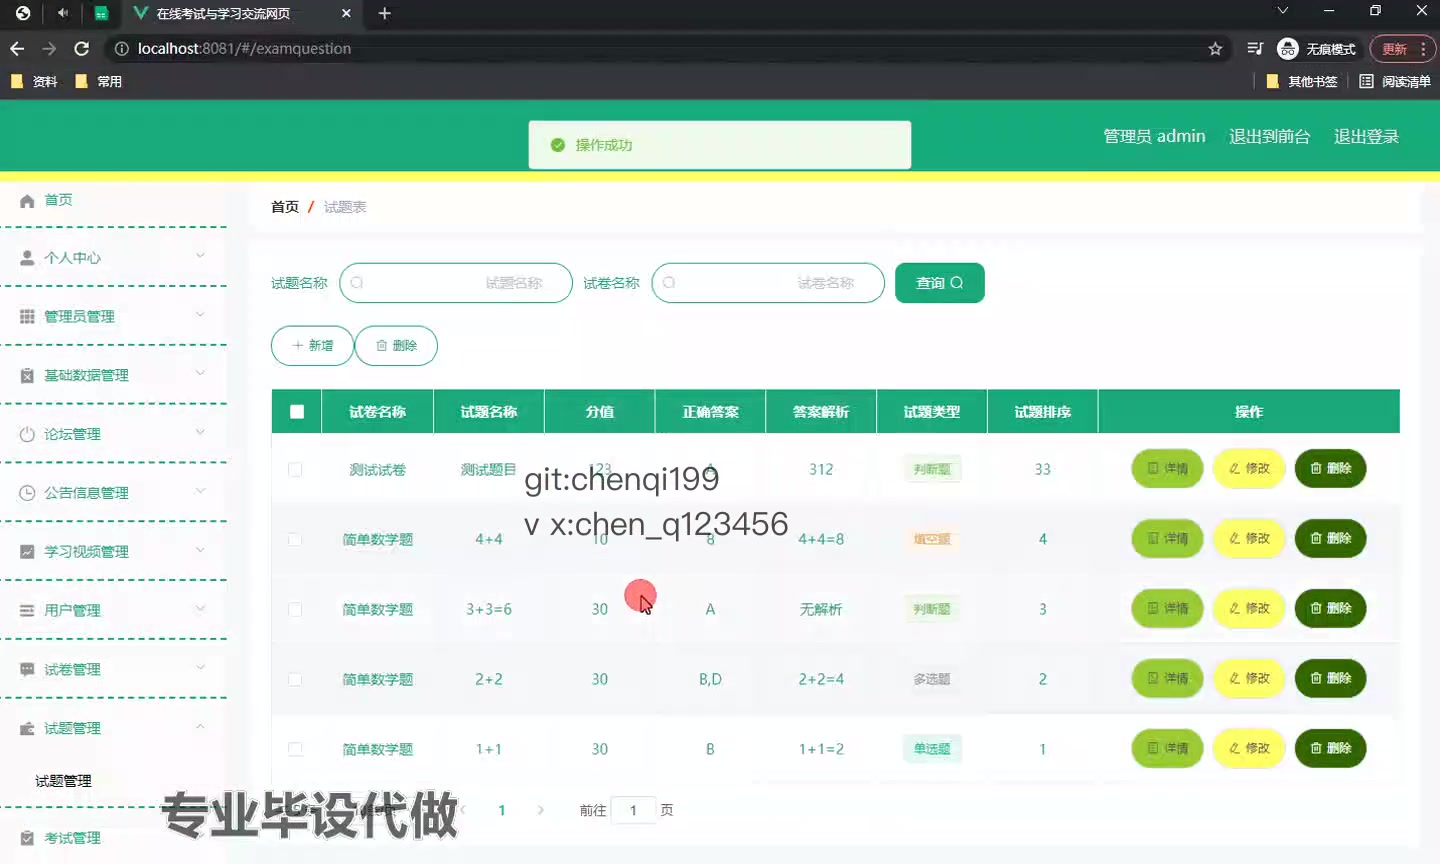 在线考试与学习交流网页
localhost:8081/#/examquestion
无痕模式
更新
资料
常用
其他书签
阅读清单
操作成功
管理员 admin
退出到前台
退出登录
首页
个人中心
管理员管理
基础数据管理
论坛管理
公告信息管理
学习视频管理
用户管理
试卷管理
试题管理
试题管理
考试管理
首页 / 试题表
试题名称 试题名称 试卷名称 试卷名称 查询
新增 删除
试卷名称 试题名称 分值 正确答案 答案解析 试题类型 试题排序 操作
测试试卷 测试题目 123 A 312 判断题 33 详情 修改 删除
git:chenqi199
v x:chen_q123456
简单数学题 4+4 10 8 4+4=8 填空题 4 详情 修改 删除
简单数学题 3+3=6 30 A 无解析 判断题 3 详情 修改 删除
简单数学题 2+2 30 B,D 2+2=4 多选题 2 详情 修改 删除
简单数学题 1+1 30 B 1+1=2 单选题 1 详情 修改 删除
1 前往 1 页
专业毕设代做